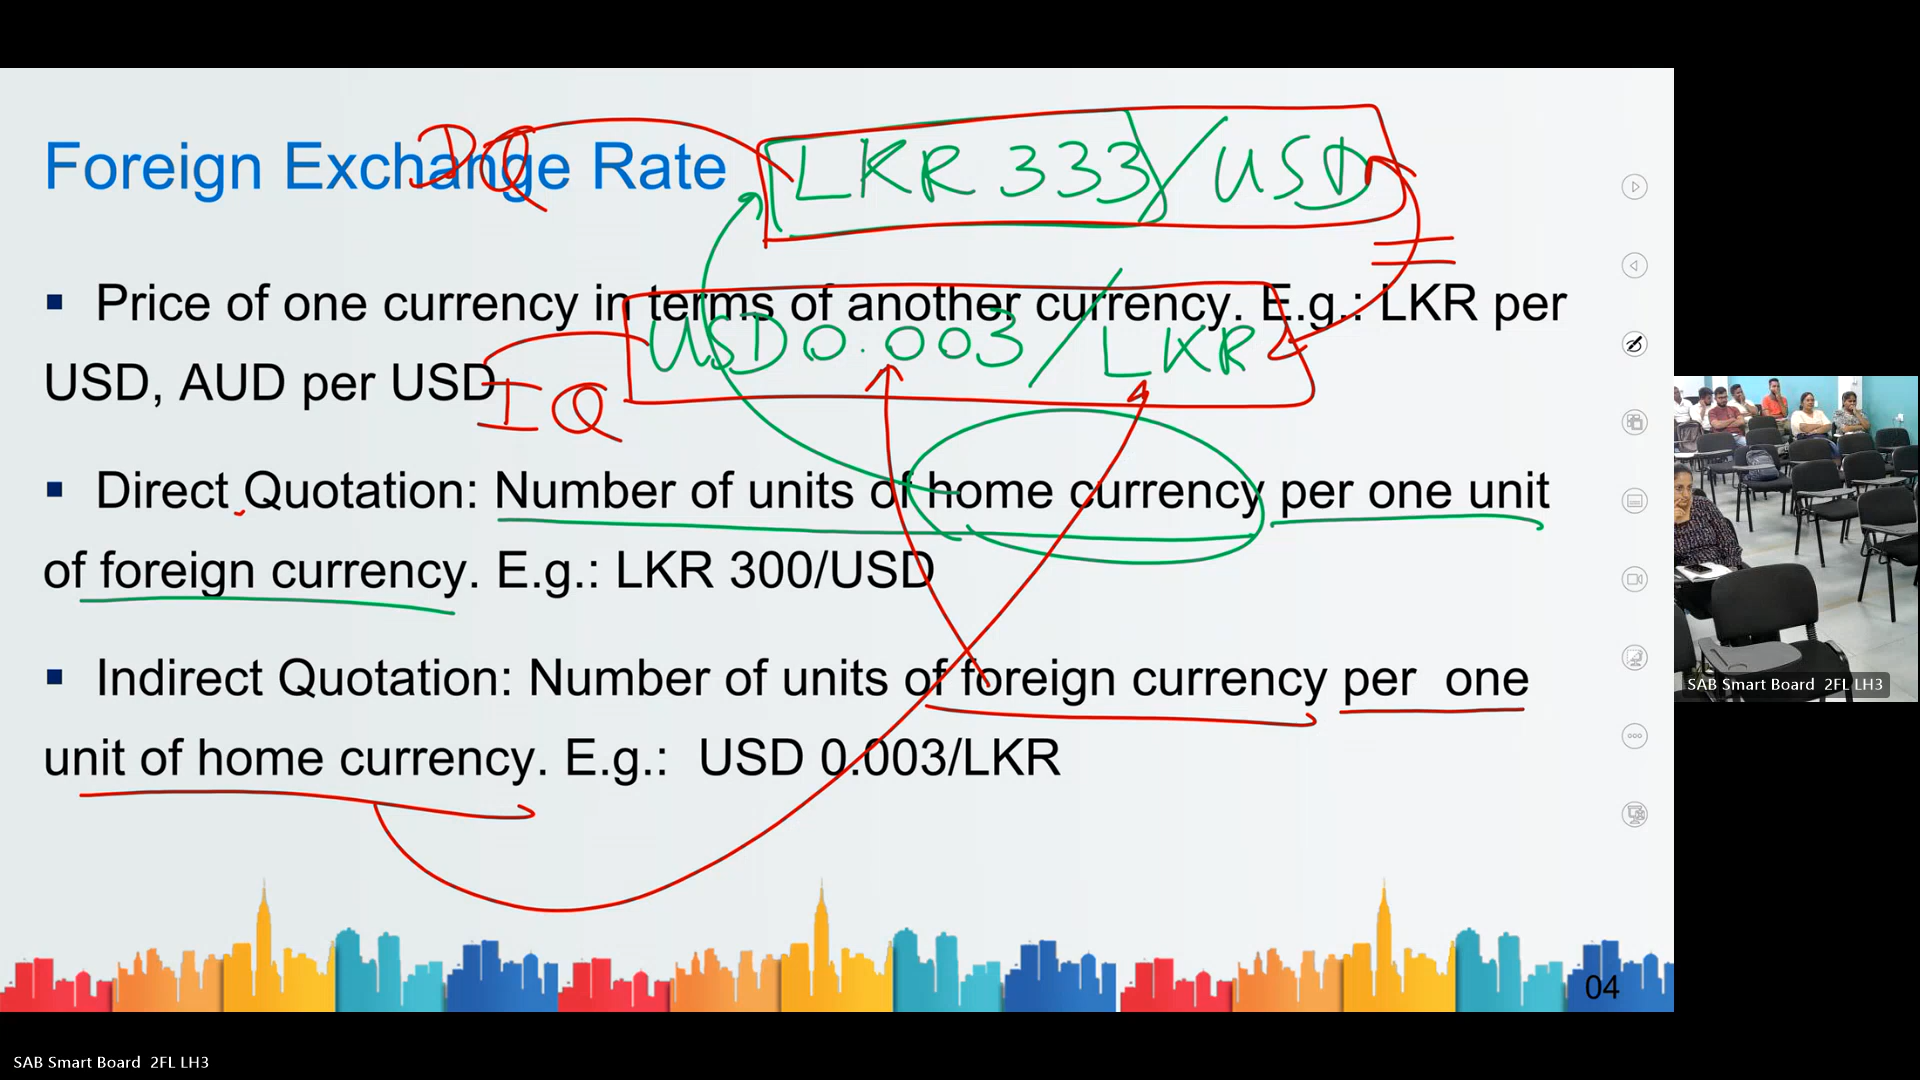 Foreign Exchange Rate
DQ
LKR 333/USD
▪ Price of one currency in terms of another currency. E.g.: LKR per
USD, AUD per USD
USD 0.003/LKR
IQ
▪ Direct Quotation: Number of units of home currency per one unit
of foreign currency. E.g.: LKR 300/USD
▪ Indirect Quotation: Number of units of foreign currency per one
unit of home currency. E.g.: USD 0.003/LKR
04
SAB Smart Board 2FL LH3
SAB Smart Board 2FL LH3